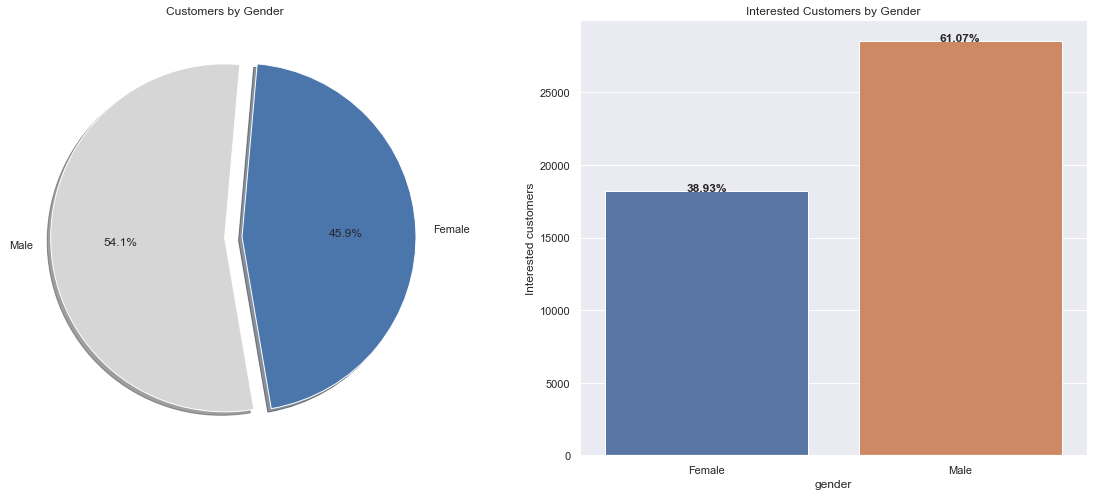 Customers by Gender
Male
54.1%
45.9%
Female
Interested Customers by Gender
Interested customers
25000
20000
15000
10000
5000
0
38.93%
61.07%
Female
Male
gender